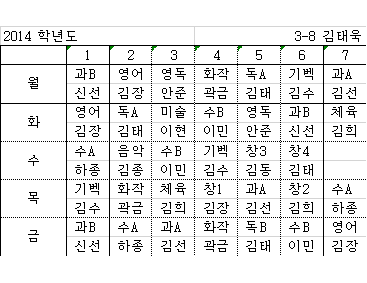 2014 학년도 3-8 김태욱
1 2 3 4 5 6 7
월 과B 영어 영독 화작 독A 기벡 과A
신선 김장 안준 곽금 김태 김수 김선
화 영어 독A 미술 수B 영독 과B 체육
김장 김태 이현 이민 안준 신선 김희
수 수A 음악 수B 기벡 창3 창4
하종 김종 이민 김수 김동 김태
목 기벡 화작 체육 창1 과A 창2 수A
김수 곽금 김희 김장 김선 김희 하종
금 과B 수A 과A 화작 독B 수B 영어
신선 하종 김선 곽금 김태 이민 김장